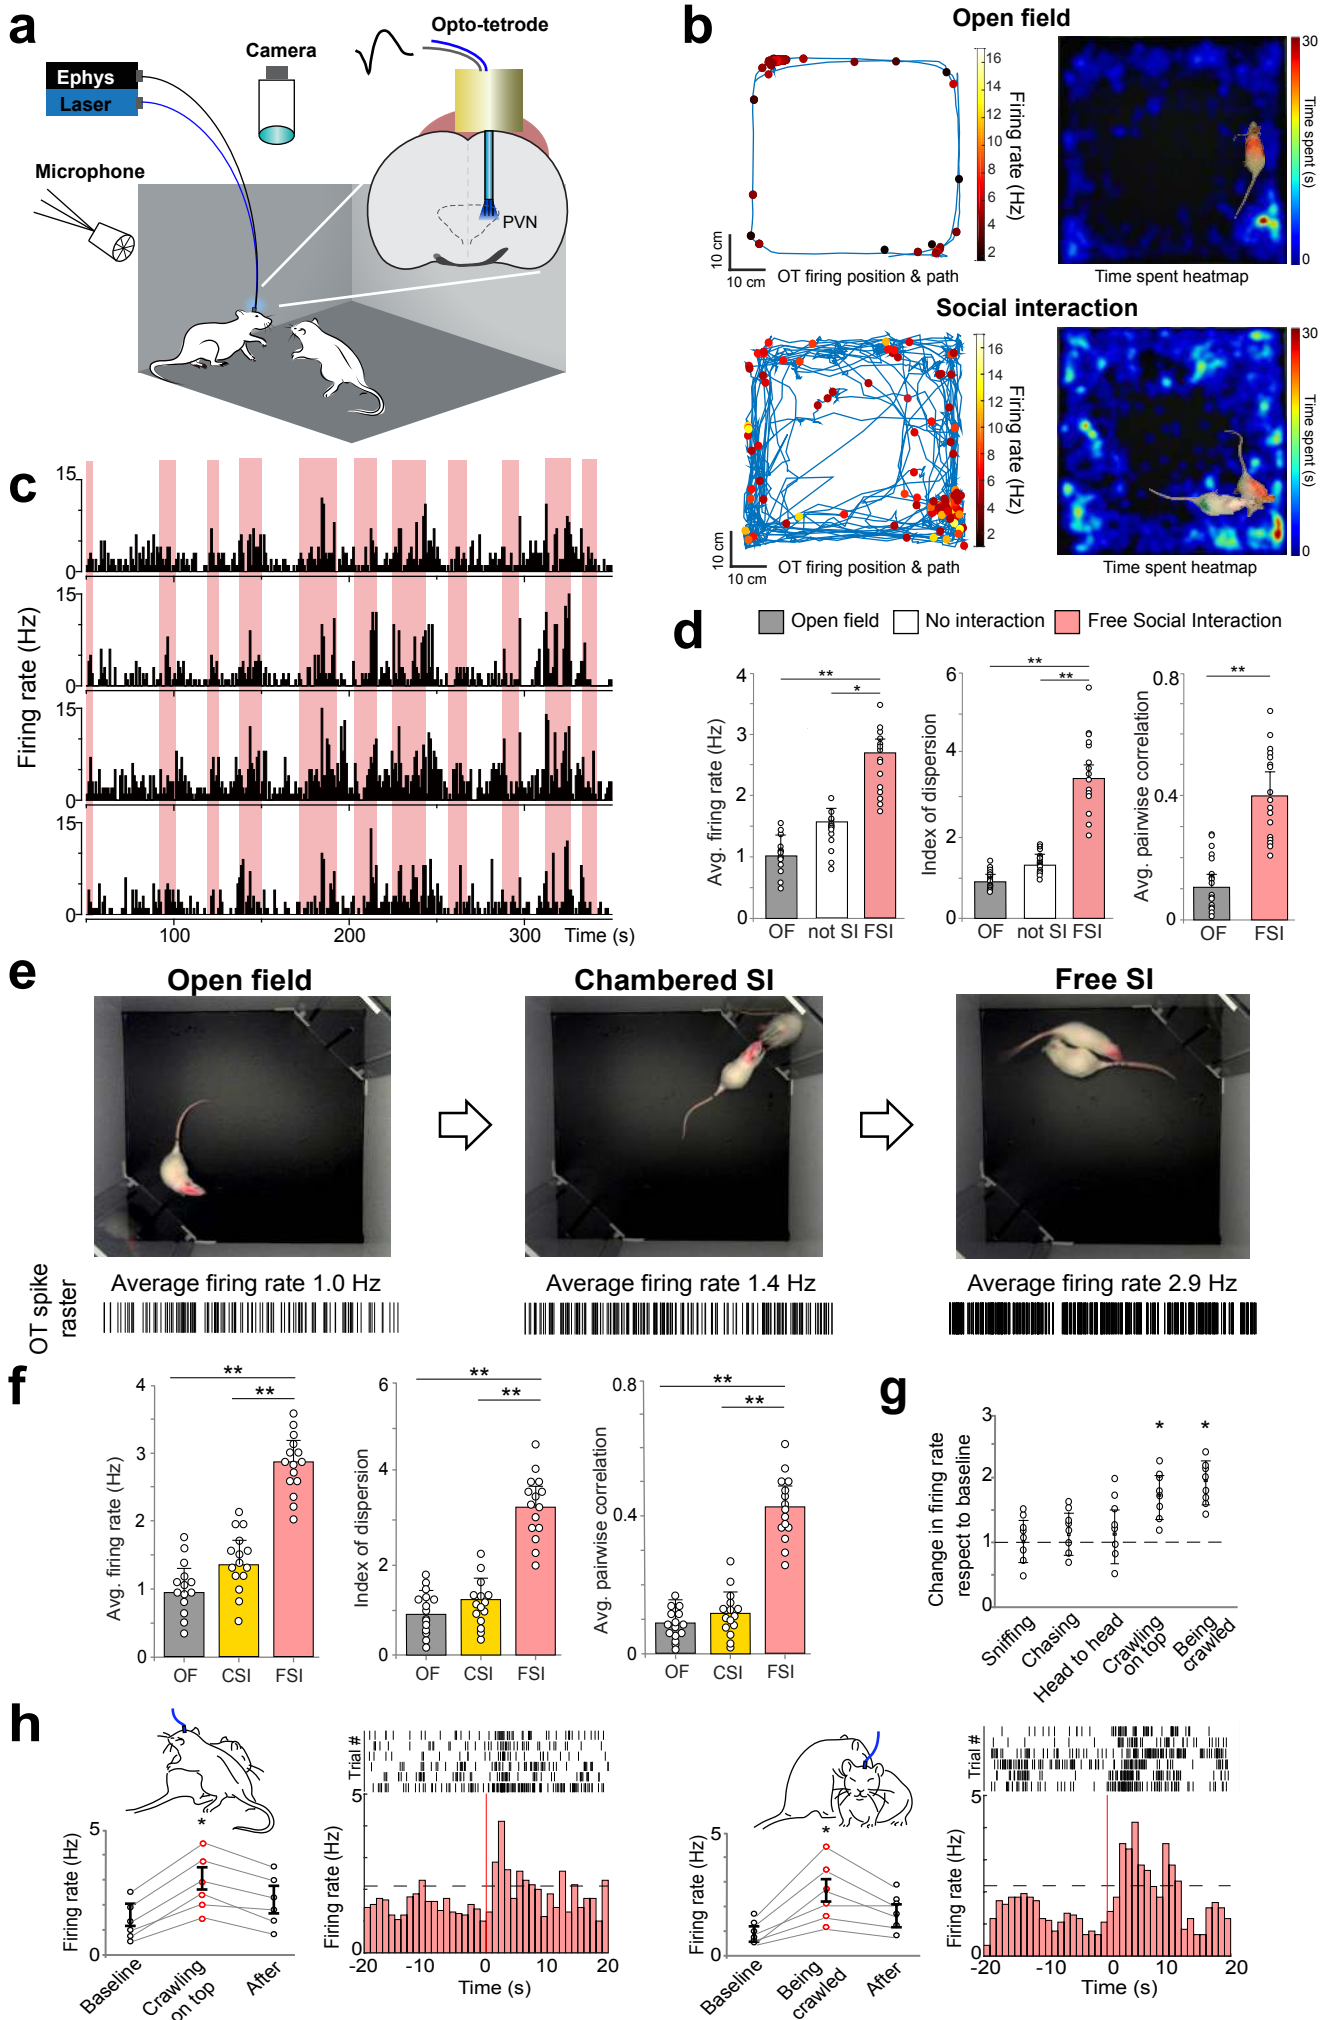 a
Ephys
Laser
Camera
Microphone
Opto-tetrode
PVN
b
Open field
16
14
12
10
8
6
4
2
Firing rate (Hz)
10 cm
10 cm
OT firing position & path
30
0
Time spent (s)
Time spent heatmap
Social interaction
16
14
12
10
8
6
4
2
Firing rate (Hz)
10 cm
10 cm
OT firing position & path
30
0
Time spent (s)
Time spent heatmap
c
Firing rate (Hz)
15
0
15
0
15
0
15
0
100
200
300
Time (s)
d
Open field
No interaction
Free Social Interaction
Avg. firing rate (Hz)
4
3
2
1
0
**
*
OF
not SI
FSI
Index of dispersion
6
4
2
0
**
**
OF
not SI
FSI
Avg. pairwise correlation
0.8
0.4
0
**
OF
FSI
e
Open field
Chambered SI
Free SI
OT spike
raster
Average firing rate 1.0 Hz
Average firing rate 1.4 Hz
Average firing rate 2.9 Hz
f
Avg. firing rate (Hz)
4
3
2
1
0
**
**
OF
CSI
FSI
Index of dispersion
6
4
2
0
**
**
OF
CSI
FSI
Avg. pairwise correlation
0.8
0.4
0
**
**
OF
CSI
FSI
g
Change in firing rate
respect to baseline
3
2
1
0
*
*
Sniffing
Chasing
Head to head
Crawling
on top
Being
crawled
h
Firing rate (Hz)
5
0
*
Baseline
Crawling
on top
After
Trial #
Firing rate (Hz)
5
0
-20
-10
0
10
20
Time (s)
Firing rate (Hz)
5
0
*
Baseline
Being
crawled
After
Trial #
Firing rate (Hz)
5
0
-20
-10
0
10
20
Time (s)